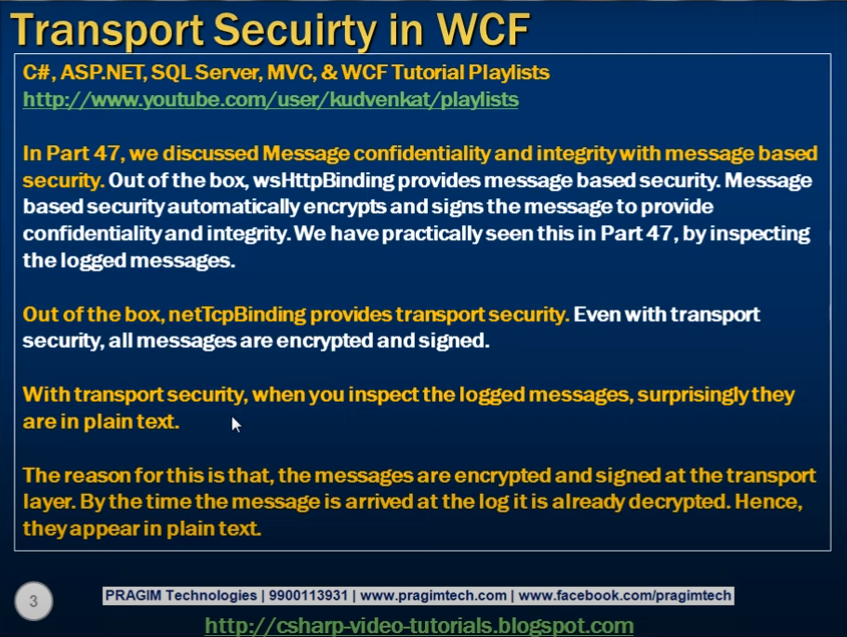 Transport Secuirty in WCF
C#, ASP.NET, SQL Server, MVC, & WCF Tutorial Playlists
http://www.youtube.com/user/kudvenkat/playlists
In Part 47, we discussed Message confidentiality and integrity with message based
security. Out of the box, wsHttpBinding provides message based security. Message
based security automatically encrypts and signs the message to provide
confidentiality and integrity. We have practically seen this in Part 47, by inspecting
the logged messages.
Out of the box, netTcpBinding provides transport security. Even with transport
security, all messages are encrypted and signed.
With transport security, when you inspect the logged messages, surprisingly they
are in plain text.
The reason for this is that, the messages are encrypted and signed at the transport
layer. By the time the message is arrived at the log it is already decrypted. Hence,
they appear in plain text.
3
PRAGIM Technologies | 9900113931 | www.pragimtech.com | www.facebook.com/pragimtech
http://csharp-video-tutorials.blogspot.com